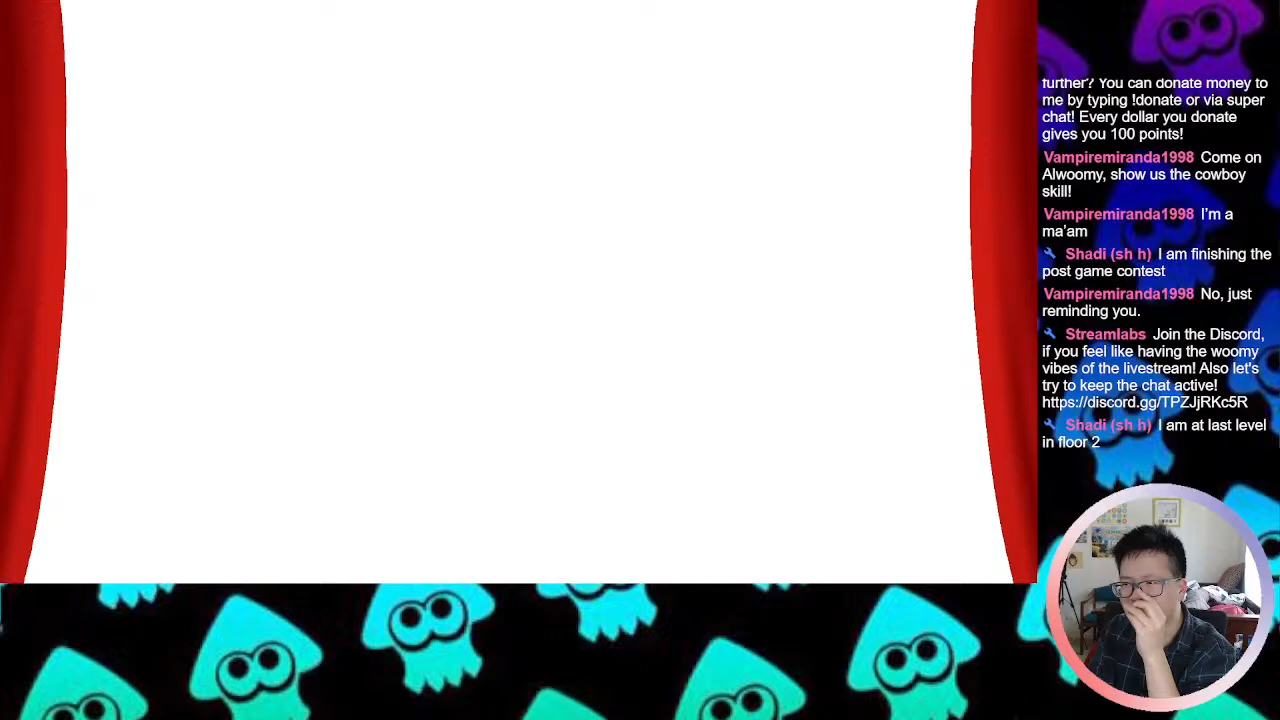 further? You can donate money to
me by typing !donate or via super
chat! Every dollar you donate
gives you 100 points!
Vampiremiranda1998 Come on
Alwoomy, show us the cowboy
skill!
Vampiremiranda1998 I'm a
ma'am
Shadi (sh h) I am finishing the
post game contest
Vampiremiranda1998 No, just
reminding you.
Streamlabs Join the Discord,
if you feel like having the woomy
vibes of the livestream! Also let's
try to keep the chat active!
https://discord.gg/TPZJjRKc5R
Shadi (sh h) I am at last level
in floor 2